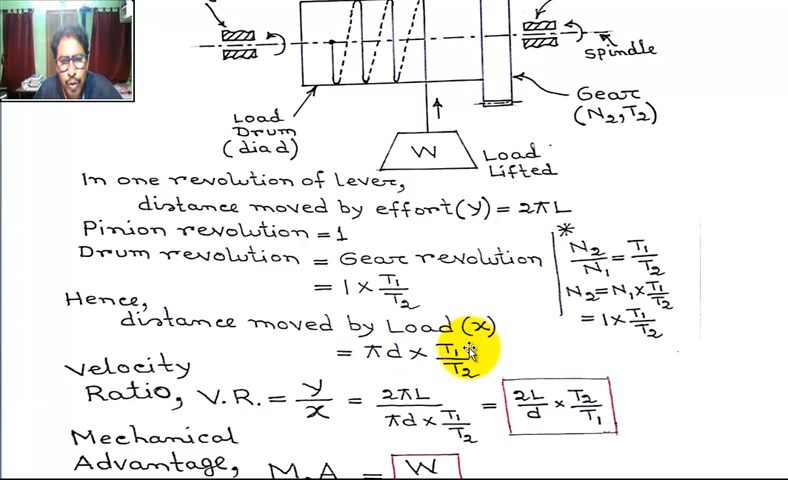 Spindle
Gear
(N₂,T₂)
Load
Drum
(dia d)
W
Load
Lifted
In one revolution of lever,
distance moved by effort(y) = 2πL
Pinion revolution = 1
Drum revolution = Gear revolution
= 1 × T₁/T₂
*
N₂/N₁ = T₁/T₂
N₂ = N₁ × T₁/T₂
= 1 × T₁/T₂
Hence,
distance moved by Load (x)
= πd × T₁/T₂
Velocity
Ratio, V.R. = y/x = 2πL/(πd × T₁/T₂) = 2L/d × T₂/T₁
Mechanical
Advantage, M.A = W